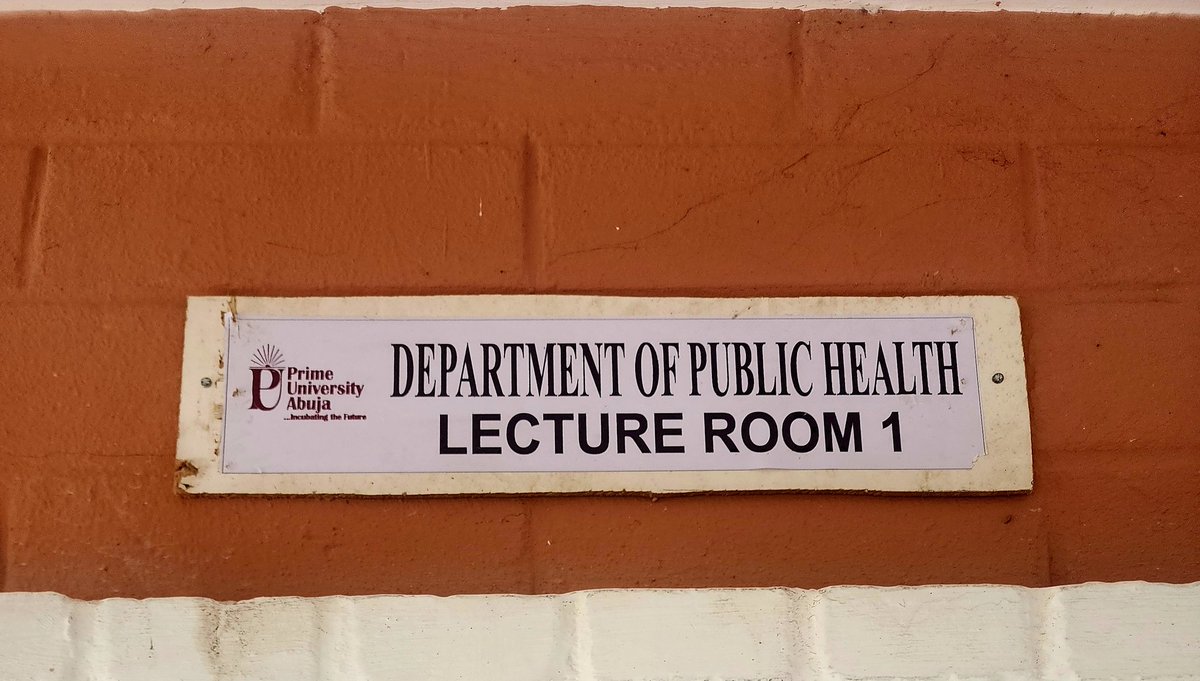 Prime
University
Abuja
...Incubating the Future
DEPARTMENT OF PUBLIC HEALTH
LECTURE ROOM 1